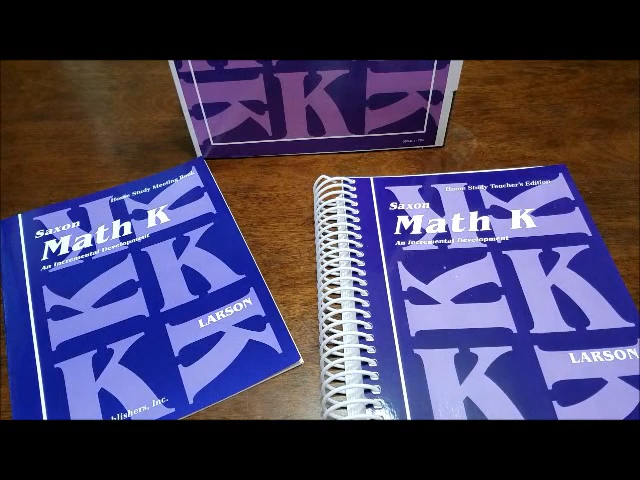 Home Study Meeting Book
Saxon
Math K
An Incremental Development
LARSON
blishers, Inc.
Home Study Teacher's Edition
Saxon
Math K
An Incremental Development
LARSON